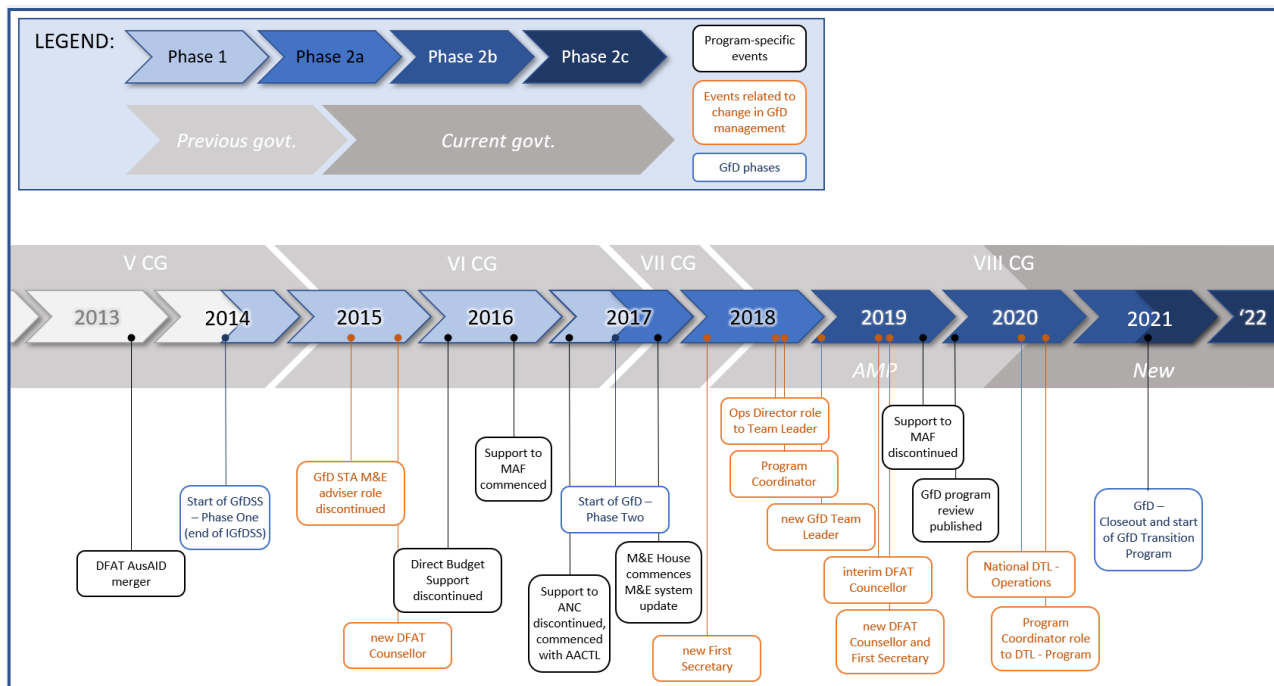 LEGEND:
Phase 1
Phase 2a
Phase 2b
Phase 2c
Previous govt.
Current govt.
Program-specific
events
Events related to
change in GfD
management
GfD phases
V CG
VI CG
VII CG
VIII CG
2013
2014
2015
2016
2017
2018
2019
2020
2021
‘22
AMP
New
DFAT AusAID
merger
Start of GfDSS
– Phase One
(end of IGfDSS)
GfD STA M&E
adviser role
discontinued
new DFAT
Counsellor
Direct Budget
Support
discontinued
Support to
MAF
commenced
Support to
ANC
discontinued,
commenced
with AACTL
Start of GfD –
Phase Two
M&E House
commences
M&E system
update
new First
Secretary
Ops Director role
to Team Leader
Program
Coordinator
new GfD Team
Leader
interim DFAT
Councellor
new DFAT
Counsellor and
First Secretary
Support to
MAF
discontinued
GfD program
review
published
National DTL -
Operations
Program
Coordinator role
to DTL - Program
GfD –
Closeout and start
of GfD Transition
Program